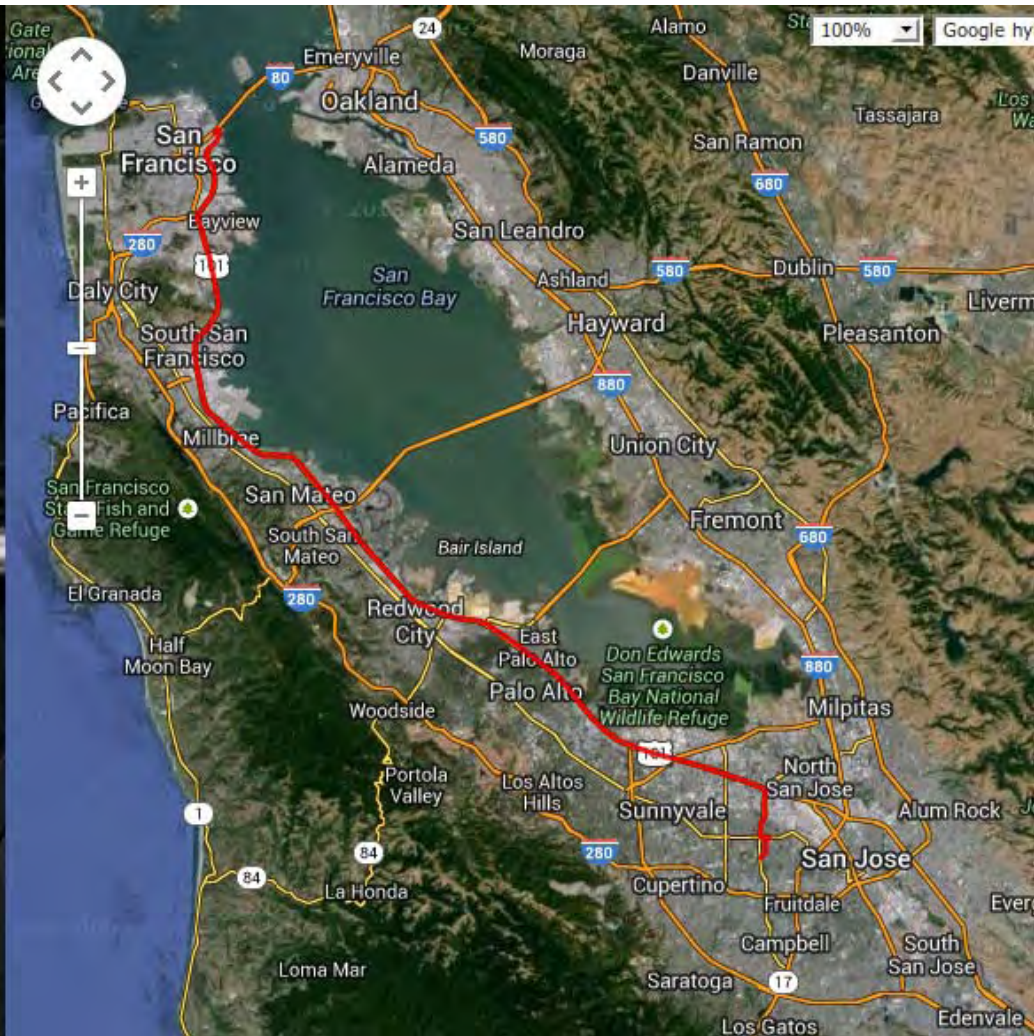 Gate
24
Alamo
100%
Google hy
Emeryville
Moraga
80
Danville
Oakland
Tassajara
580
San
Francisco
San Ramon
Alameda
680
Bayview
San Leandro
280
101
San
Francisco Bay
Ashland
580
Dublin
580
Daly City
Liverm
Hayward
South San
Francisco
Pleasanton
880
Pacifica
Millbrae
Union City
San Francisco
State Fish and
Game Refuge
San Mateo
South San
Mateo
Bair Island
Fremont
680
El Granada
280
Redwood
City
East
Palo Alto
Half
Moon Bay
Don Edwards
San Francisco
Bay National
Wildlife Refuge
880
Palo Alto
Woodside
Milpitas
101
Portola
Valley
Los Altos
Hills
North
San Jose
1
Sunnyvale
Alum Rock
84
280
San Jose
84
La Honda
Cupertino
Fruitdale
Everg
Campbell
South
San Jose
Loma Mar
Saratoga
17
Los Gatos
Edenvale